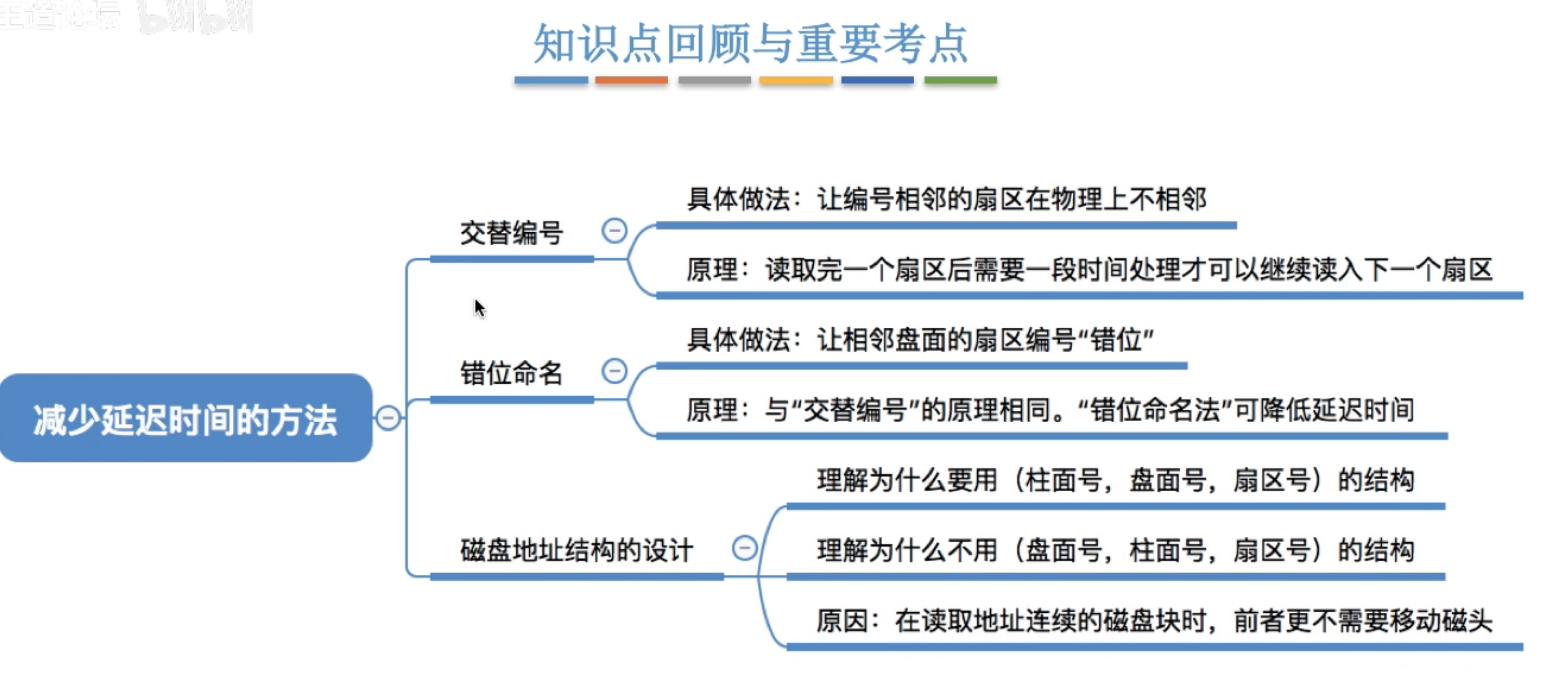 王道论坛 bilibili
知识点回顾与重要考点
具体做法：让编号相邻的扇区在物理上不相邻
交替编号
原理：读取完一个扇区后需要一段时间处理才可以继续读入下一个扇区
具体做法：让相邻盘面的扇区编号“错位”
错位命名
减少延迟时间的方法
原理：与“交替编号”的原理相同。“错位命名法”可降低延迟时间
理解为什么要用（柱面号，盘面号，扇区号）的结构
磁盘地址结构的设计
理解为什么不用（盘面号，柱面号，扇区号）的结构
原因：在读取地址连续的磁盘块时，前者更不需要移动磁头